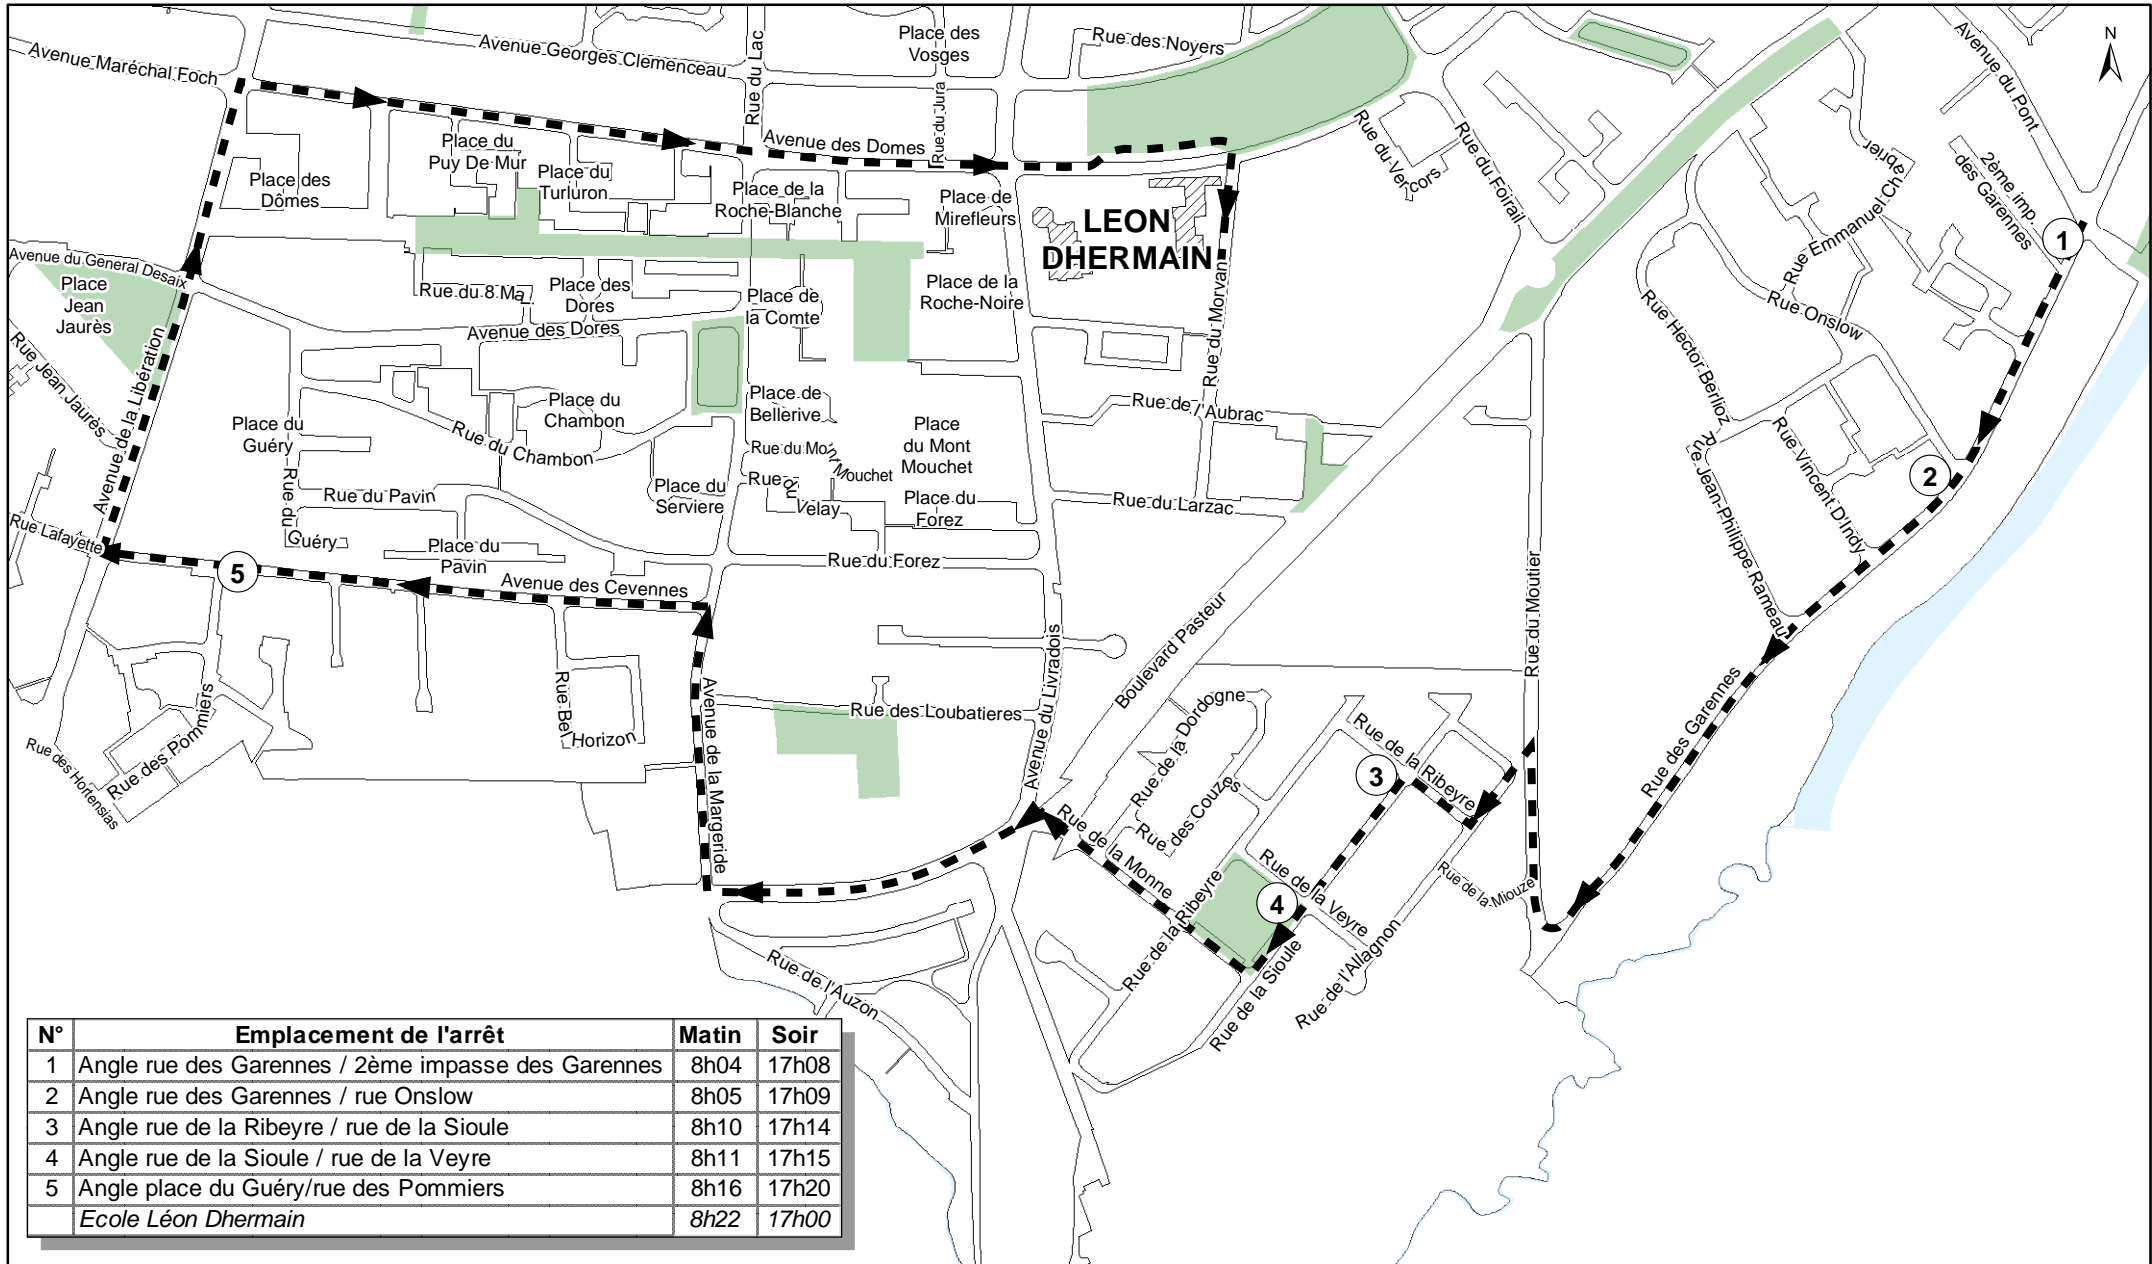 Avenue Maréchal Foch
Avenue Georges Clemenceau
Rue du Lac
Place des
Vosges
Rue des Noyers
Avenue du Pont
N
Rue du Jura
Avenue des Domes
Place du
Puy De Mur
Place du
Turluron
Place des
Dômes
Place de la
Roche-Blanche
Place de
Mirefleurs
LEON
DHERMAIN
Rue du Vercors
Rue du Foirail
Rue Emmanuel Chabrier
2ème imp.
des Garennes
1
Avenue du General Desaix
Place
Jean
Jaurès
Rue du 8 Ma
Place des
Dores
Avenue des Dores
Place de
la Comte
Place de la
Roche-Noire
Rue du Morvan
Rue Hector Berlioz
Rue Onslow
Rue Jean Jaurès
Avenue de la Libération
Place du
Guéry
Rue du Chambon
Place du
Chambon
Place de
Bellerive
Rue du Mont Mouchet
Place
du Mont
Mouchet
Rue de l'Aubrac
Rue Jean-Philippe Rameau
Rue Vincent D'Indy
2
Rue Lafayette
Rue du Guéry
Rue du Pavin
Place du
Pavin
Place du
Serviere
Rue du Velay
Place du
Forez
Rue du Larzac
Rue du Forez
5
Avenue des Cevennes
Rue du Moutier
Boulevard Pasteur
Avenue du Livradois
Rue des Garennes
Rue des Pommiers
Rue des Hortensias
Rue Bel Horizon
Avenue de la Margeride
Rue des Loubatieres
Rue de la Dordogne
Rue des Couzes
Rue de la Ribeyre
3
Rue de la Monne
Rue de la Ribeyre
Rue de la Veyre
4
Rue de la Miouze
Rue de la Sioule
Rue de l'Allagnon
Rue de l'Auzon
N° Emplacement de l'arrêt Matin Soir
1 Angle rue des Garennes / 2ème impasse des Garennes 8h04 17h08
2 Angle rue des Garennes / rue Onslow 8h05 17h09
3 Angle rue de la Ribeyre / rue de la Sioule 8h10 17h14
4 Angle rue de la Sioule / rue de la Veyre 8h11 17h15
5 Angle place du Guéry/rue des Pommiers 8h16 17h20
Ecole Léon Dhermain 8h22 17h00